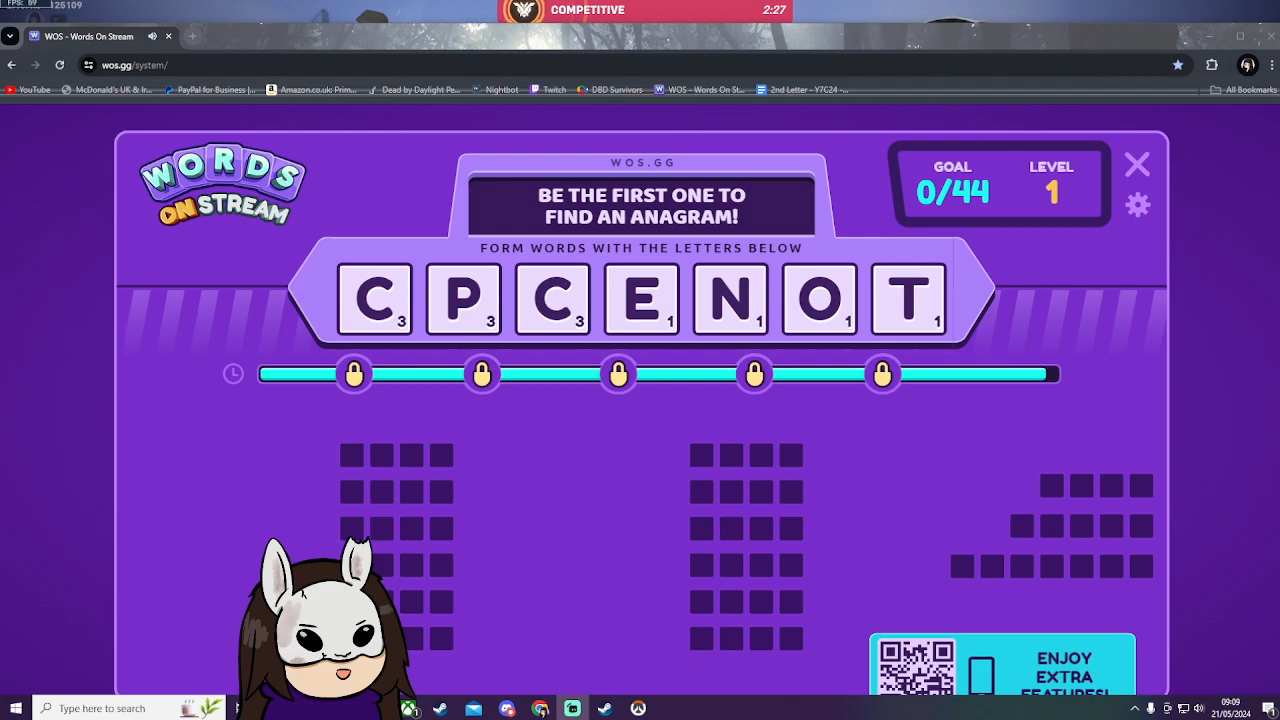 FPS: 59
125109
COMPETITIVE
2:27
WOS - Words On Stream
wos.gg/system/
YouTube
McDonald's UK & Ir...
PayPal for Business |...
Amazon.co.uk: Prim...
Dead by Daylight Pe...
Nightbot
Twitch
DBD Survivors
WOS - Words On St...
2nd Letter - Y7C24 -...
All Bookmarks
WORDS
ON STREAM
WOS.GG
BE THE FIRST ONE TO
FIND AN ANAGRAM!
GOAL
0/44
LEVEL
1
FORM WORDS WITH THE LETTERS BELOW
C 3 P 3 C 3 E 1 N 1 O 1 T 1
ENJOY
EXTRA
FEATURES!
Type here to search
09:09
21/05/2024